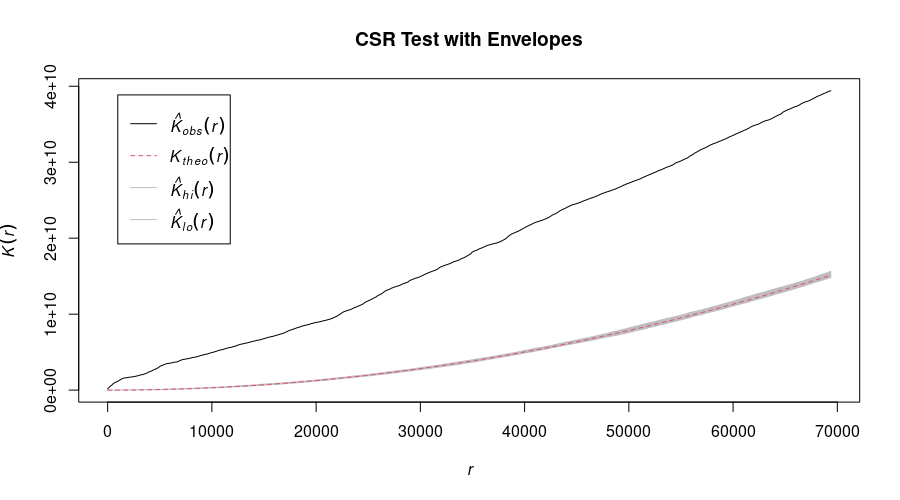 CSR Test with Envelopes
K̂obs(r)
Ktheo(r)
K̂hi(r)
K̂lo(r)
K(r)
4e+10
3e+10
2e+10
1e+10
0e+00
0 10000 20000 30000 40000 50000 60000 70000
r